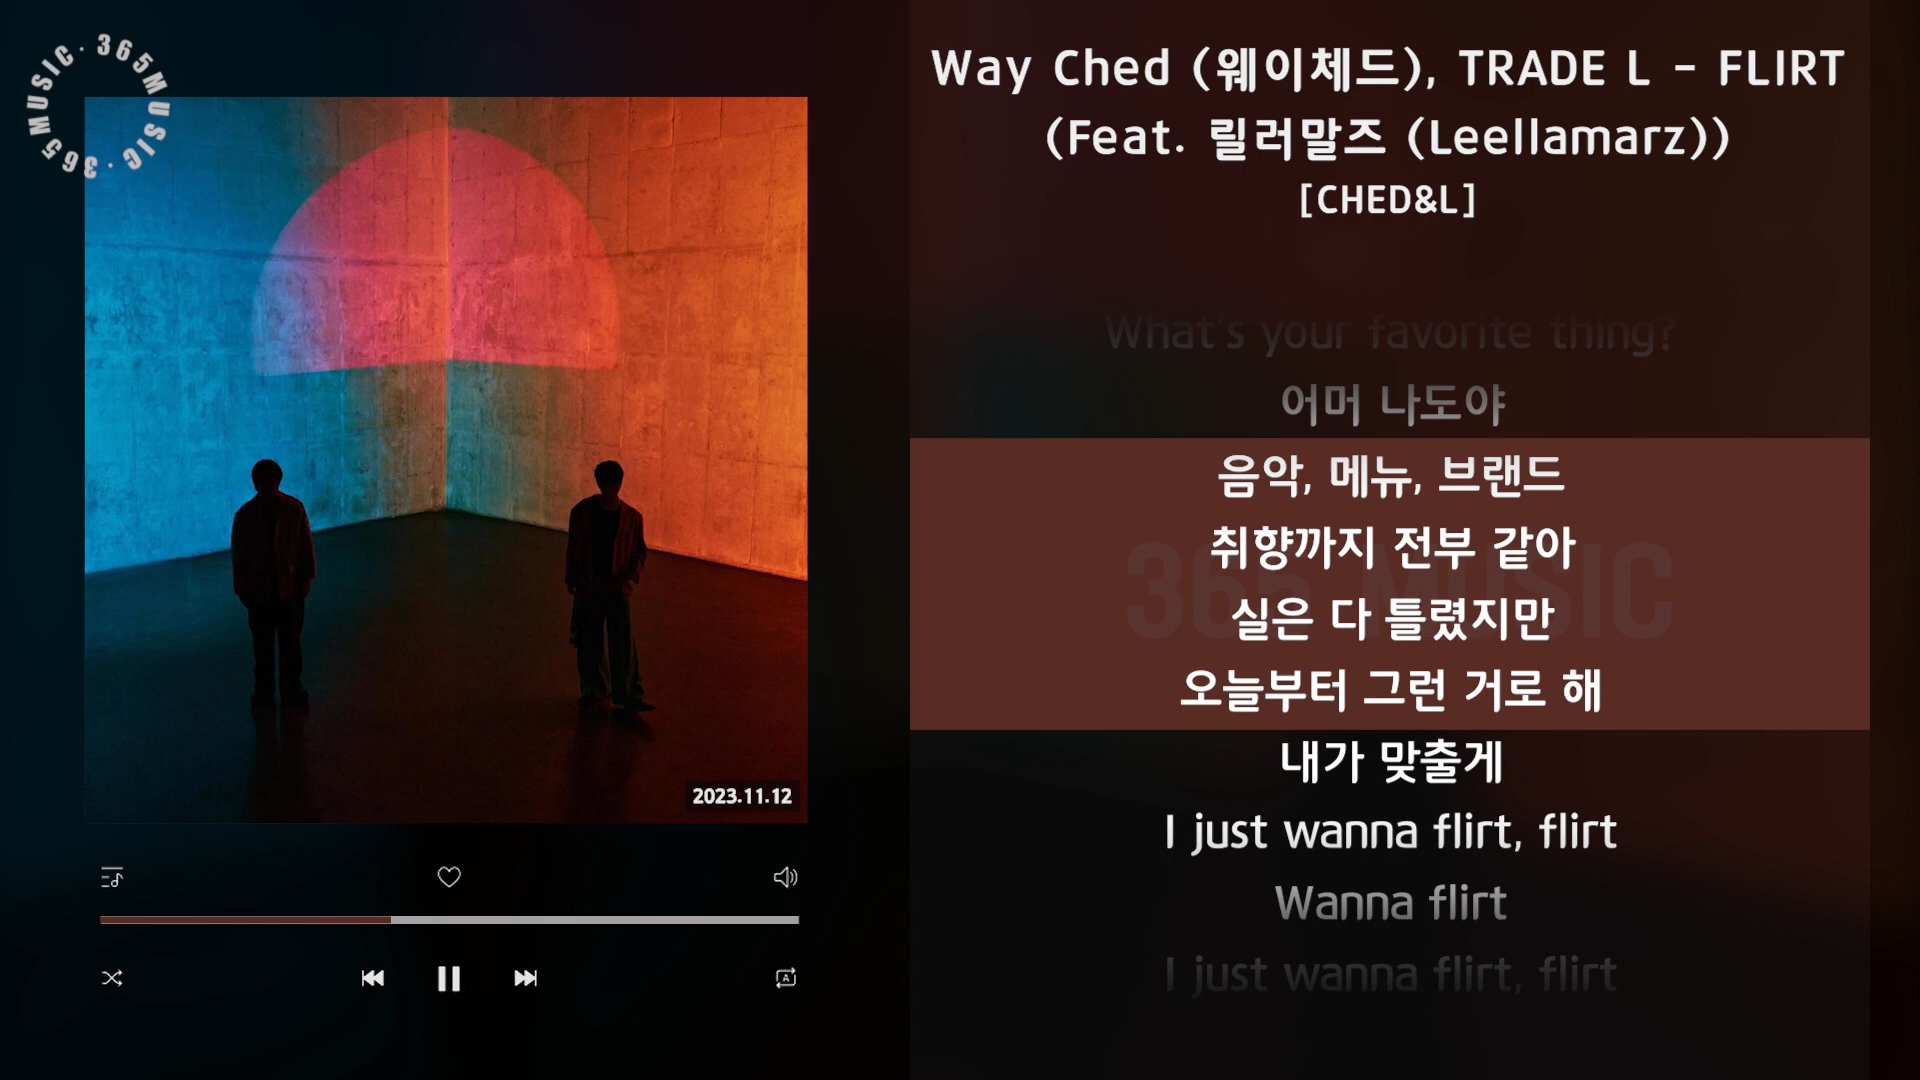 365MUSIC · 365MUSIC ·
Way Ched (웨이체드), TRADE L - FLIRT
(Feat. 릴러말즈 (Leellamarz))
[CHED&L]
What's your favorite thing?
어머 나도야
음악, 메뉴, 브랜드
취향까지 전부 같아
365 MUSIC
실은 다 틀렸지만
오늘부터 그런 거로 해
내가 맞출게
I just wanna flirt, flirt
Wanna flirt
I just wanna flirt, flirt
2023.11.12
A